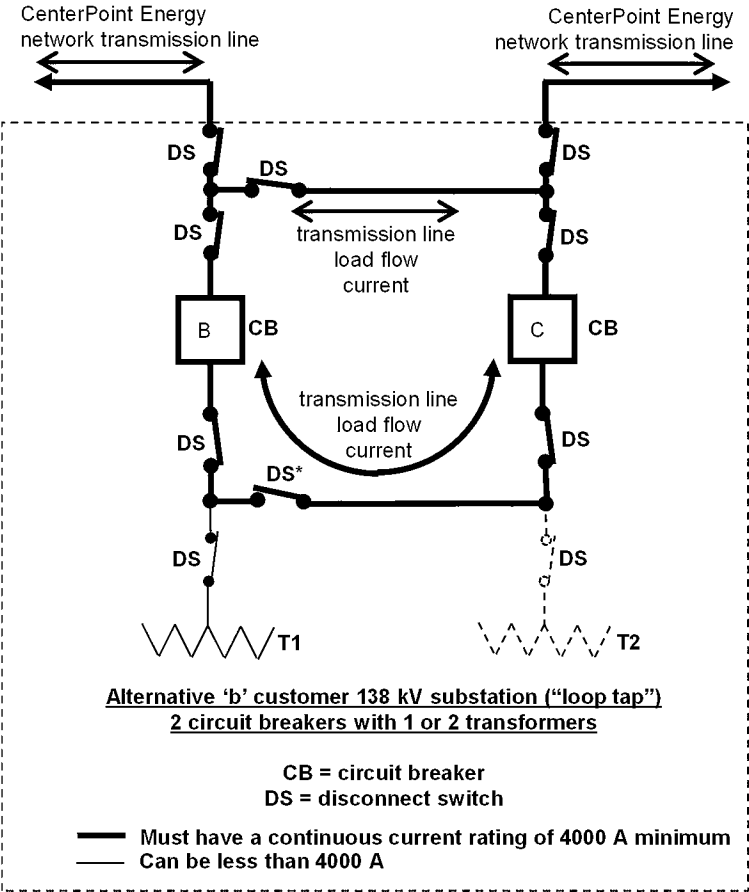 CenterPoint Energy
network transmission line
CenterPoint Energy
network transmission line
DS
DS
DS
DS
DS
transmission line
load flow
current
B
CB
C
CB
transmission line
load flow
current
DS
DS
DS*
DS
DS
T1
T2
Alternative ‘b’ customer 138 kV substation (“loop tap”)
2 circuit breakers with 1 or 2 transformers
CB = circuit breaker
DS = disconnect switch
Must have a continuous current rating of 4000 A minimum
Can be less than 4000 A